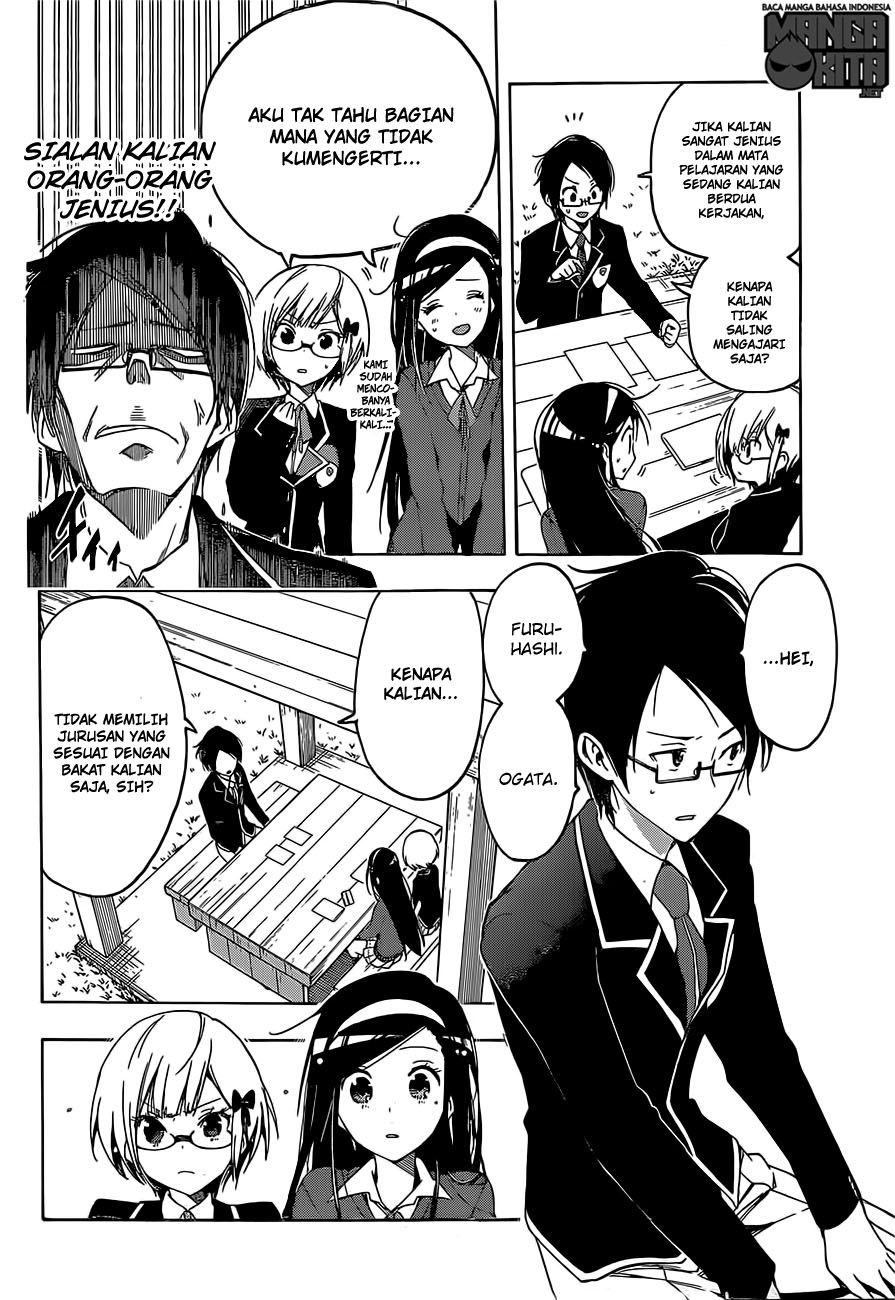 BACA MANGA BAHASA INDONESIA
MANGA
KITA
.NET
JIKA KALIAN
SANGAT JENIUS
DALAM MATA
PELAJARAN YANG
SEDANG KALIAN
BERDUA
KERJAKAN,
KENAPA
KALIAN
TIDAK
SALING
MENGAJARI
SAJA?
AKU TAK TAHU BAGIAN
MANA YANG TIDAK
KUMENGERTI...
KAMI
SUDAH
MENCO-
BANYA
BERKALI-
KALI...
SIALAN KALIAN
ORANG-ORANG
JENIUS!!
...HEI,
FURU-
HASHI.
OGATA.
KENAPA
KALIAN...
TIDAK MEMILIH
JURUSAN YANG
SESUAI DENGAN
BAKAT KALIAN
SAJA, SIH?